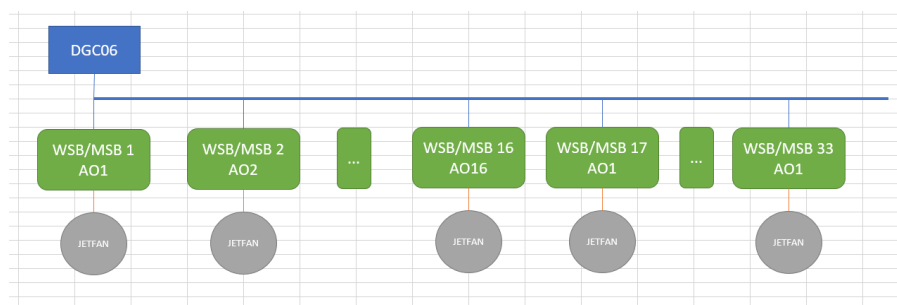 DGC06
WSB/MSB 1
AO1
WSB/MSB 2
AO2
...
WSB/MSB 16
AO16
WSB/MSB 17
AO1
...
WSB/MSB 33
AO1
JETFAN
JETFAN
JETFAN
JETFAN
JETFAN